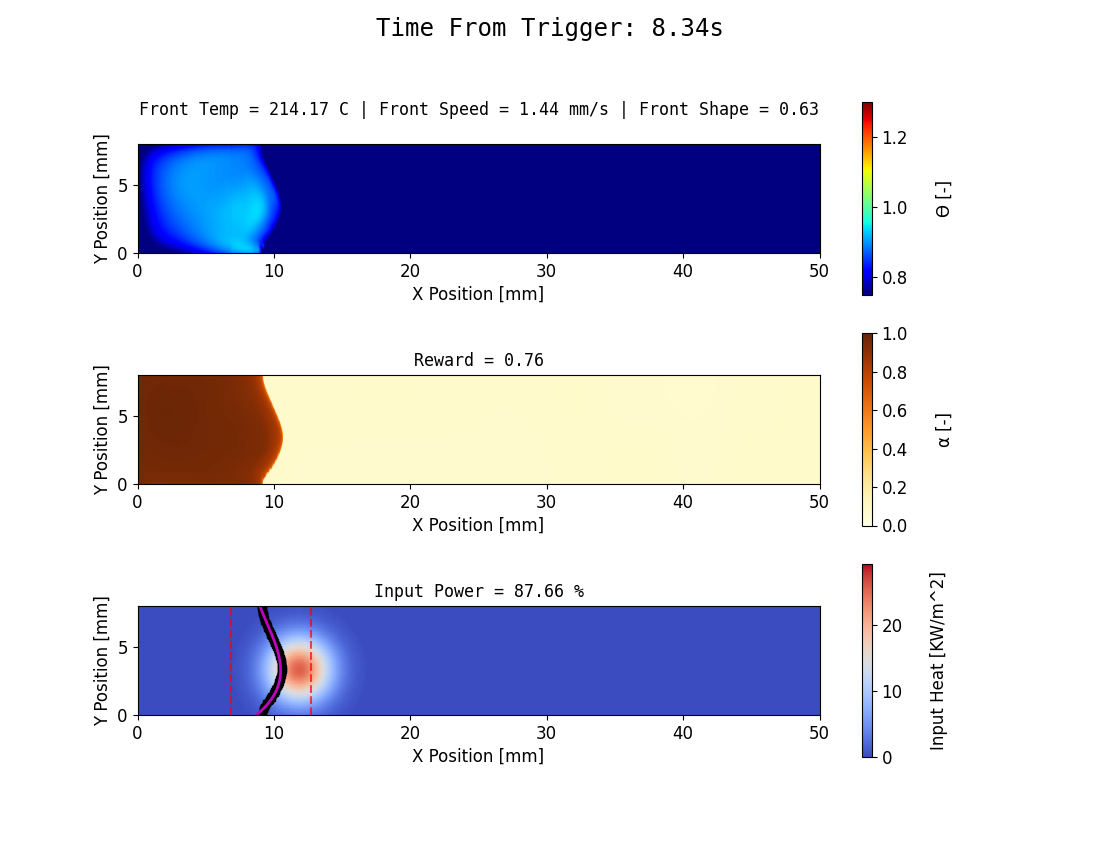 Time From Trigger: 8.34s
Front Temp = 214.17 C | Front Speed = 1.44 mm/s | Front Shape = 0.63
Y Position [mm]
5
0
0 10 20 30 40 50
X Position [mm]
1.2
1.0
0.8
Θ [-]
Reward = 0.76
Y Position [mm]
5
0
0 10 20 30 40 50
X Position [mm]
1.0
0.8
0.6
0.4
0.2
0.0
α [-]
Input Power = 87.66 %
Y Position [mm]
5
0
0 10 20 30 40 50
X Position [mm]
20
10
0
Input Heat [KW/m^2]